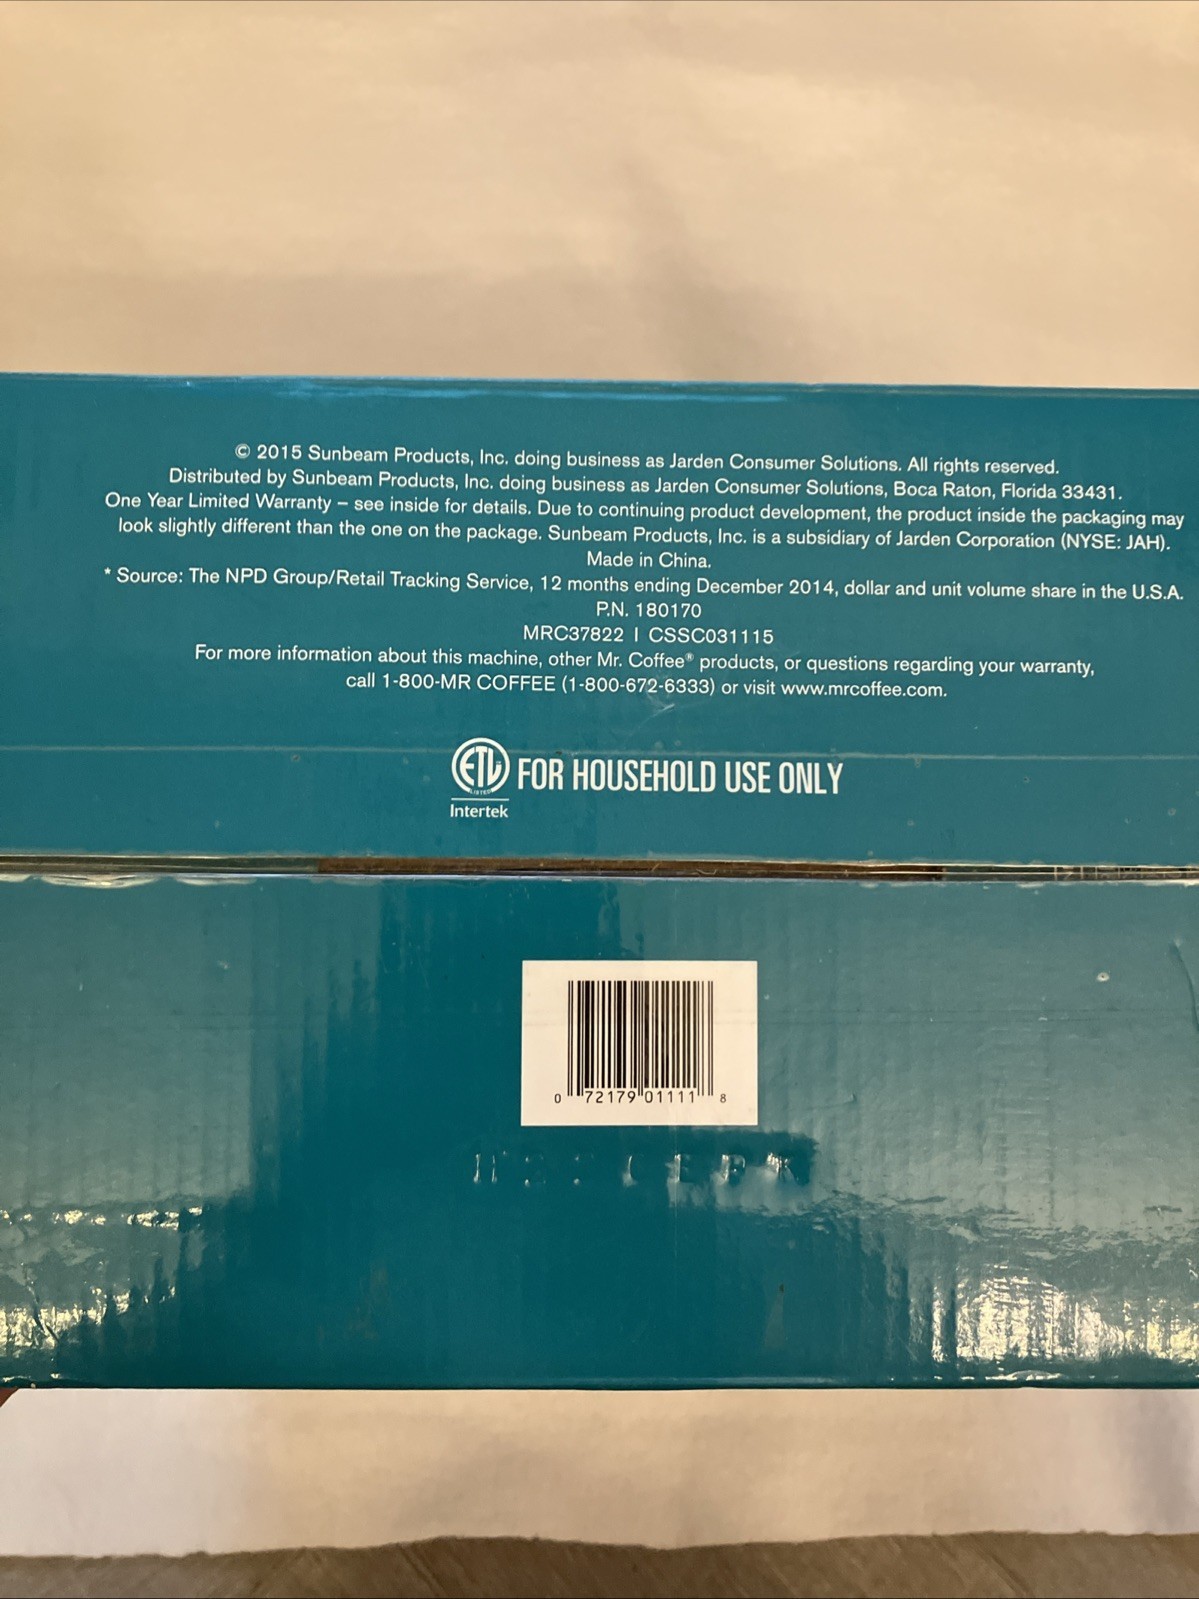 © 2015 Sunbeam Products, Inc. doing business as Jarden Consumer Solutions. All rights reserved.
Distributed by Sunbeam Products, Inc. doing business as Jarden Consumer Solutions, Boca Raton, Florida 33431.
One Year Limited Warranty – see inside for details. Due to continuing product development, the product inside the packaging may
look slightly different than the one on the package. Sunbeam Products, Inc. is a subsidiary of Jarden Corporation (NYSE: JAH).
Made in China.
* Source: The NPD Group/Retail Tracking Service, 12 months ending December 2014, dollar and unit volume share in the U.S.A.
P.N. 180170
MRC37822 | CSSC031115
For more information about this machine, other Mr. Coffee® products, or questions regarding your warranty,
call 1-800-MR COFFEE (1-800-672-6333) or visit www.mrcoffee.com.
ETL LISTED
Intertek
FOR HOUSEHOLD USE ONLY
0 72179 01111 8